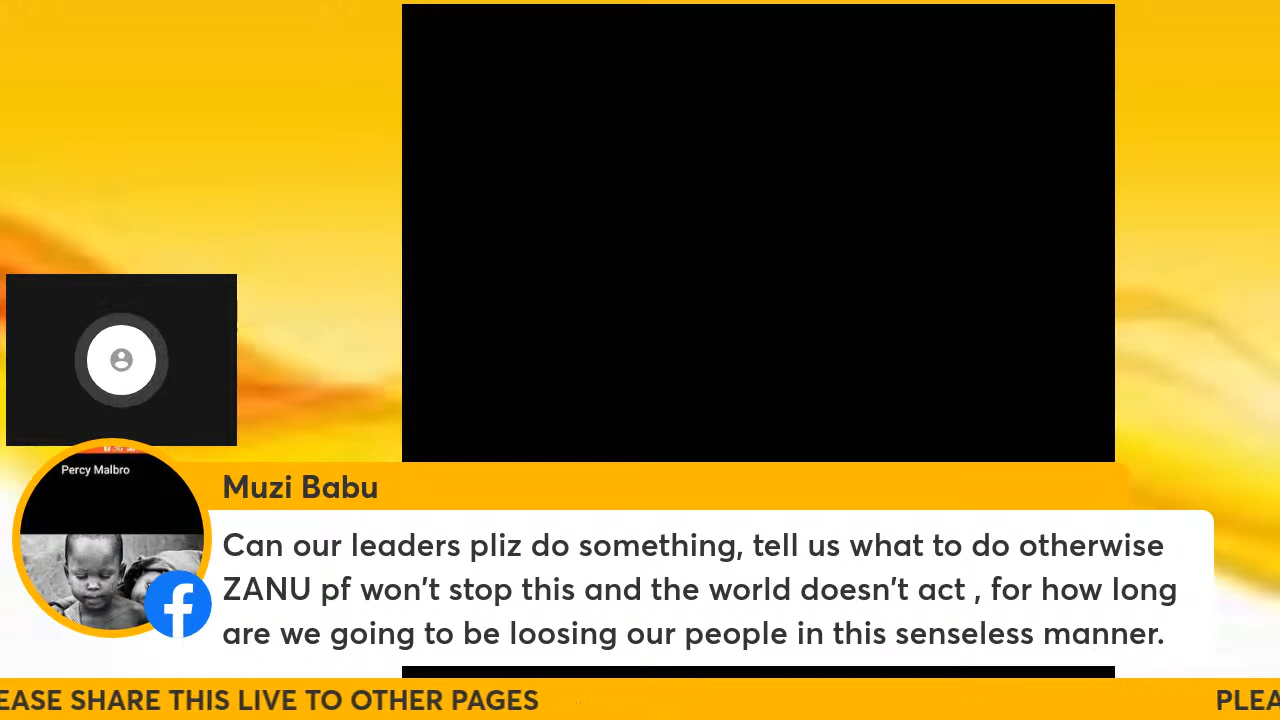 Percy Malbro
Muzi Babu
Can our leaders pliz do something, tell us what to do otherwise
ZANU pf won't stop this and the world doesn't act , for how long
are we going to be loosing our people in this senseless manner.
EASE SHARE THIS LIVE TO OTHER PAGES
PLEA